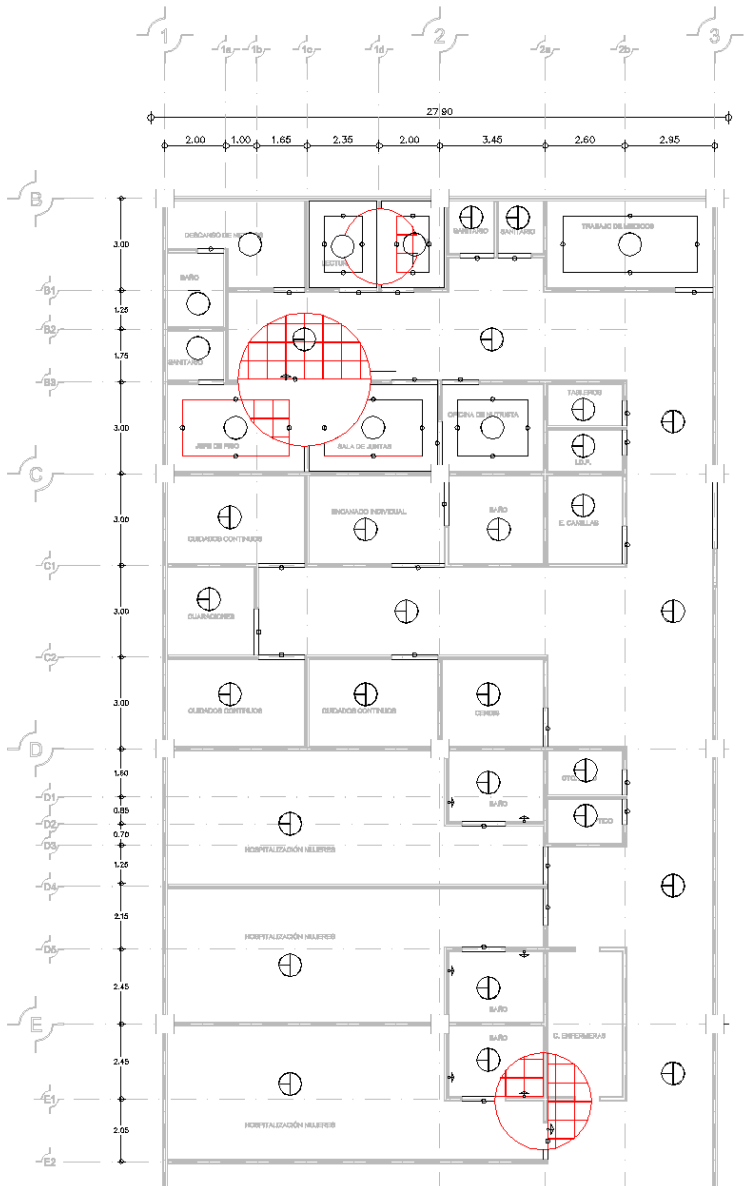 1 1a 1b 1c 1d 2 2a 2b 3
27.90
2.00 1.00 1.65 2.35 2.00 3.45 2.60 2.95
B
DESCANSO DE
SANITARIO
SANITARIO
TRABAJO DE MEDICOS
3.00
BAÑO
B1
1.25
B2
1.75
SANITARIO
B3
TABLEROS
OFICINA DE
3.00
JEFE DE PISO
SALA DE JUNTAS
I.D.F.
C
ENCAMADO INDIVIDUAL
BAÑO
3.00
E. CAMILLAS
CUIDADOS CONTINUOS
C1
3.00
CURACIONES
C2
3.00
CUIDADOS CONTINUOS
CUIDADOS CONTINUOS
D
1.60
D1
BAÑO
0.85
D2
TICO
0.70
D3
HOSPITALIZACIÓN MUJERES
1.25
D4
2.15
HOSPITALIZACIÓN MUJERES
D5
2.45
BAÑO
E
BAÑO
C. ENFERMERAS
2.45
E1
2.05
HOSPITALIZACIÓN MUJERES
E2